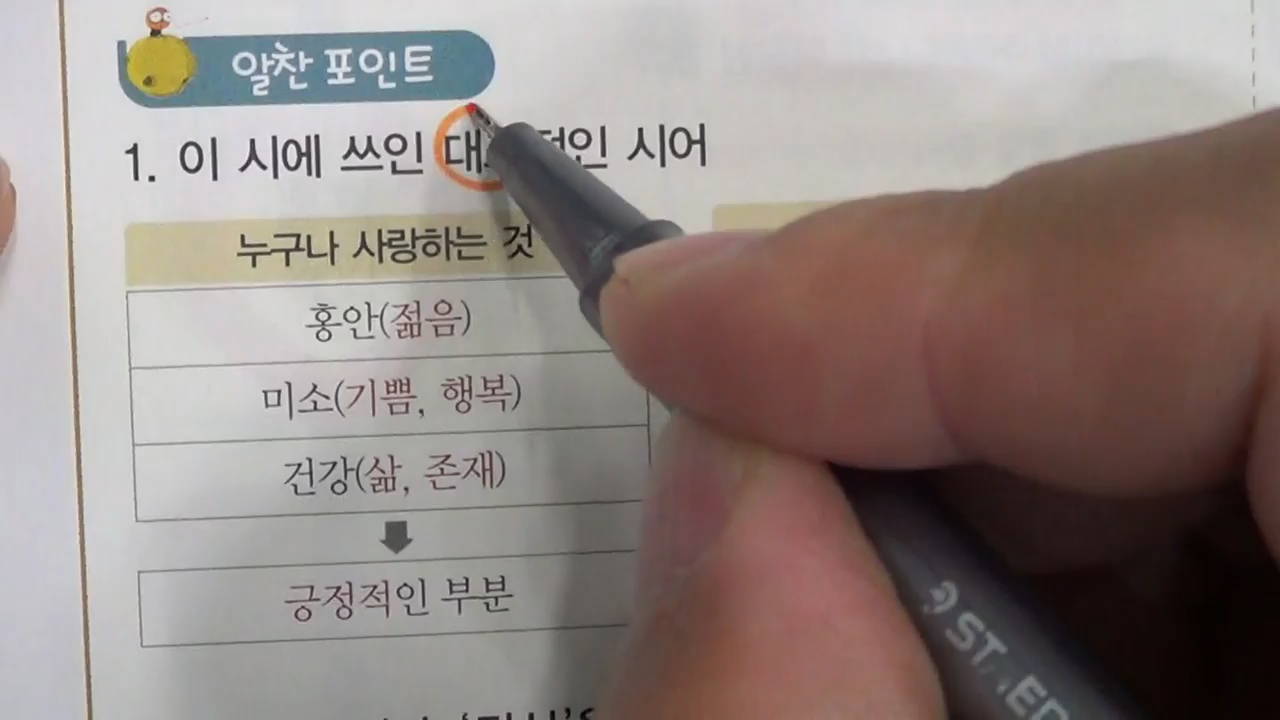 알찬 포인트
1. 이 시에 쓰인 시어
누구나 사랑하는 것
홍안(젊음)
미소(기쁨, 행복)
건강(삶, 존재)
긍정적인 부분